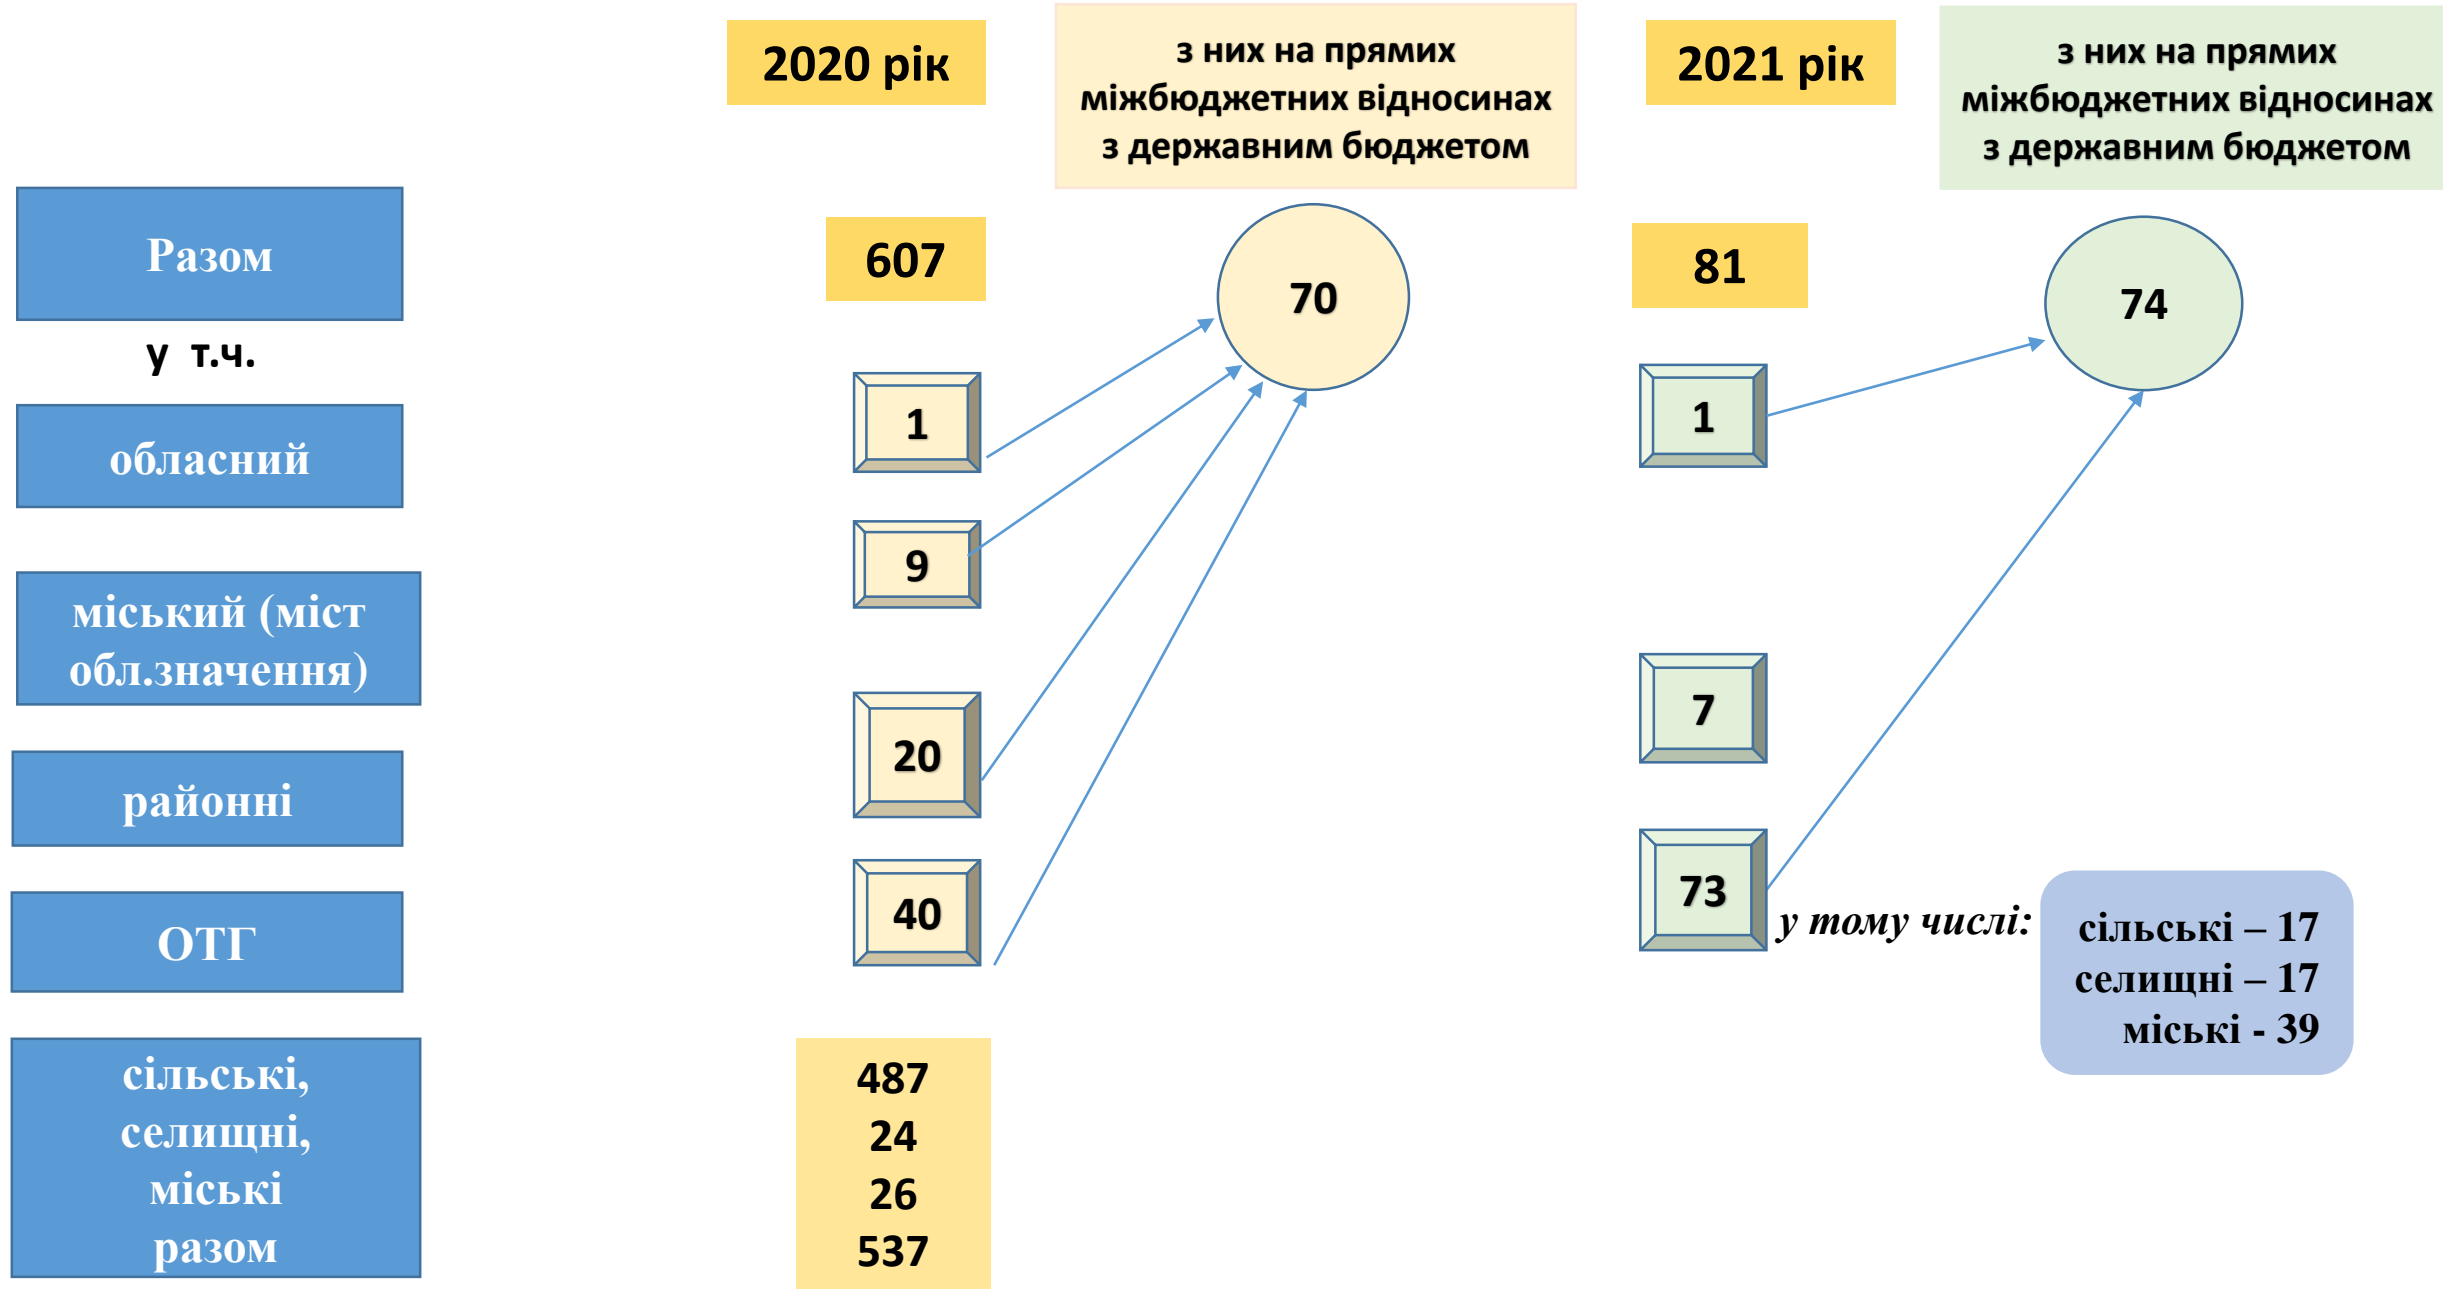 2020 рік
з них на прямих
міжбюджетних відносинах
з державним бюджетом
2021 рік
з них на прямих
міжбюджетних відносинах
з державним бюджетом
Разом
607
70
81
74
у т.ч.
обласний
1
1
міський (міст
обл.значення)
9
районні
20
7
ОТГ
40
73
у тому числі:
сільські – 17
селищні – 17
міські - 39
сільські,
селищні,
міські
разом
487
24
26
537